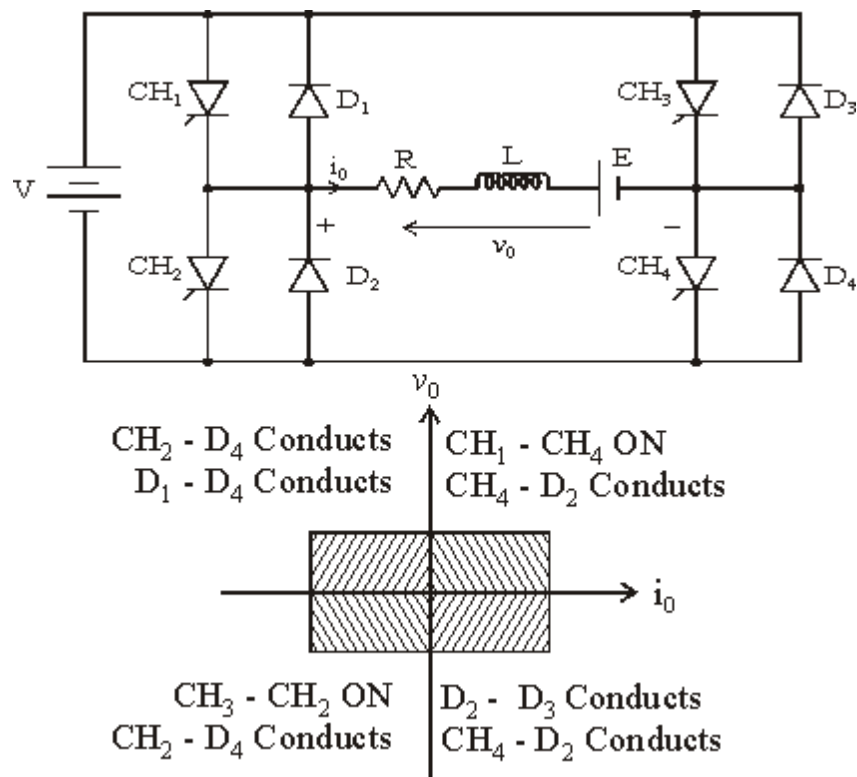 CH₁ D₁ CH₃ D₃
V i₀ R L E
+ v₀ −
CH₂ D₂ CH₄ D₄
v₀
CH₂ - D₄ Conducts CH₁ - CH₄ ON
D₁ - D₄ Conducts CH₄ - D₂ Conducts
i₀
CH₃ - CH₂ ON D₂ - D₃ Conducts
CH₂ - D₄ Conducts CH₄ - D₂ Conducts